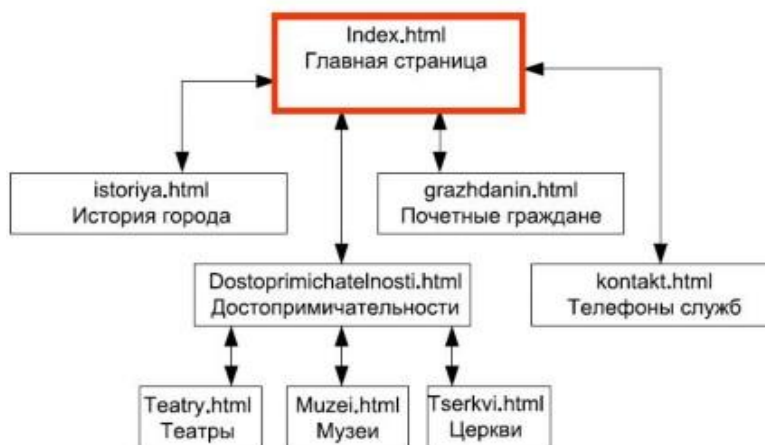 Index.html
Главная страница
istoriya.html
История города
grazhdanin.html
Почетные граждане
Dostoprimichatelnosti.html
Достопримичательности
kontakt.html
Телефоны служб
Teatry.html
Театры
Muzei.html
Музеи
Tserkvi.html
Церкви